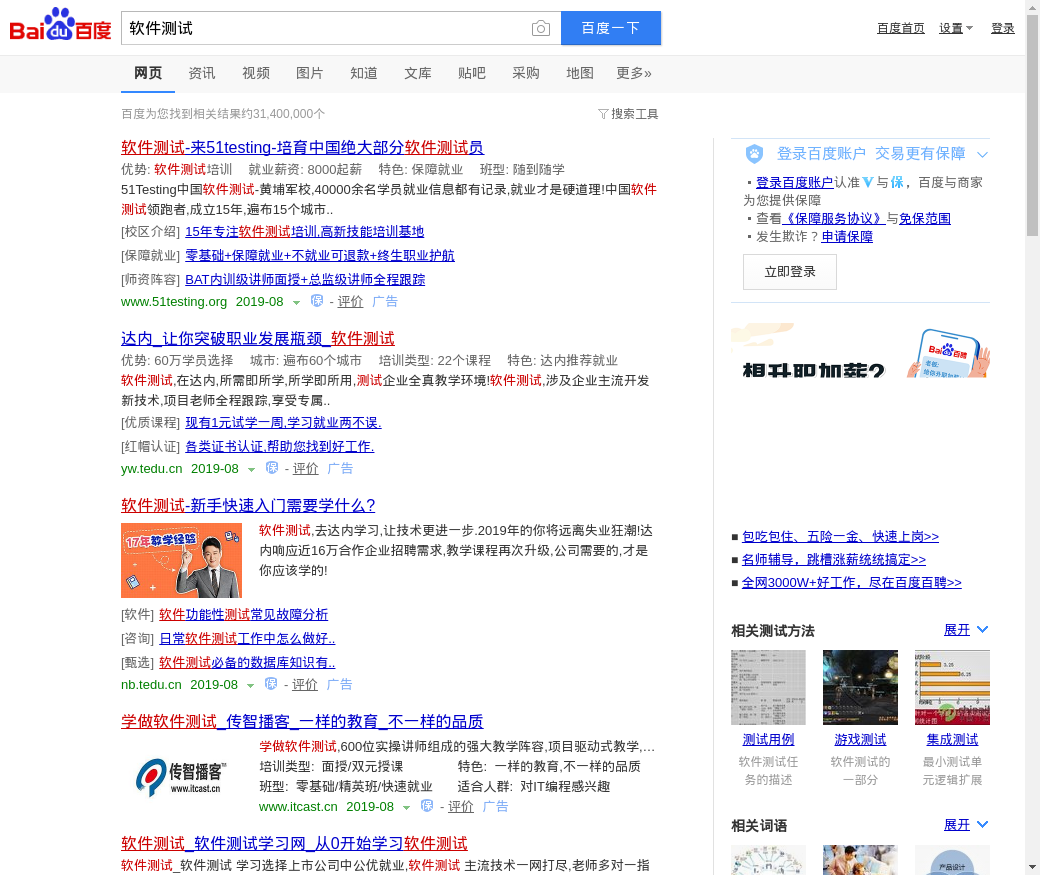 Bai du 百度
软件测试
百度一下
百度首页 设置 登录
网页 资讯 视频 图片 知道 文库 贴吧 采购 地图 更多»
百度为您找到相关结果约31,400,000个
搜索工具
软件测试-来51testing-培育中国绝大部分软件测试员
优势: 软件测试培训 就业薪资: 8000起薪 特色: 保障就业 班型: 随到随学
51Testing中国软件测试-黄埔军校,40000余名学员就业信息都有记录,就业才是硬道理!中国软件
测试领跑者,成立15年,遍布15个城市..
[校区介绍] 15年专注软件测试培训,高新技能培训基地
[保障就业] 零基础+保障就业+不就业可退款+终生职业护航
[师资阵容] BAT内训级讲师面授+总监级讲师全程跟踪
www.51testing.org 2019-08 保 - 评价 广告
达内_让你突破职业发展瓶颈_软件测试
优势: 60万学员选择 城市: 遍布60个城市 培训类型: 22个课程 特色: 达内推荐就业
软件测试,在达内,所需即所学,所学即所用,测试企业全真教学环境!软件测试,涉及企业主流开发
新技术,项目老师全程跟踪,享受专属..
[优质课程] 现有1元试学一周,学习就业两不误.
[红帽认证] 各类证书认证,帮助您找到好工作.
yw.tedu.cn 2019-08 保 - 评价 广告
软件测试-新手快速入门需要学什么?
17年教学经验
软件测试,去达内学习,让技术更进一步.2019年的你将远离失业狂潮!达
内响应近16万合作企业招聘需求,教学课程再次升级,公司需要的,才是
你应该学的!
[软件] 软件功能性测试常见故障分析
[咨询] 日常软件测试工作中怎么做好..
[甄选] 软件测试必备的数据库知识有..
nb.tedu.cn 2019-08 保 - 评价 广告
学做软件测试_传智播客_一样的教育_不一样的品质
传智播客
www.itcast.cn
学做软件测试,600位实操讲师组成的强大教学阵容,项目驱动式教学,…
培训类型: 面授/双元授课 特色: 一样的教育,不一样的品质
班型: 零基础/精英班/快速就业 适合人群: 对IT编程感兴趣
www.itcast.cn 2019-08 保 - 评价 广告
软件测试_软件测试学习网_从0开始学习软件测试
软件测试_软件测试 学习选择上市公司中公优就业,软件测试 主流技术一网打尽,老师多对一指
登录百度账户 交易更有保障
▪ 登录百度账户认准V与保，百度与商家
为您提供保障
▪ 查看《保障服务协议》与免保范围
▪ 发生欺诈？申请保障
立即登录
想升职加薪?
Bai du 百聘
■ 包吃包住、五险一金、快速上岗>>
■ 名师辅导，跳槽涨薪统统搞定>>
■ 全网3000W+好工作，尽在百度百聘>>
相关测试方法 展开
3.25
6.25
测试用例 游戏测试 集成测试
软件测试任 软件测试的 最小测试单
务的描述 一部分 元逻辑扩展
相关词语 展开
产品设计